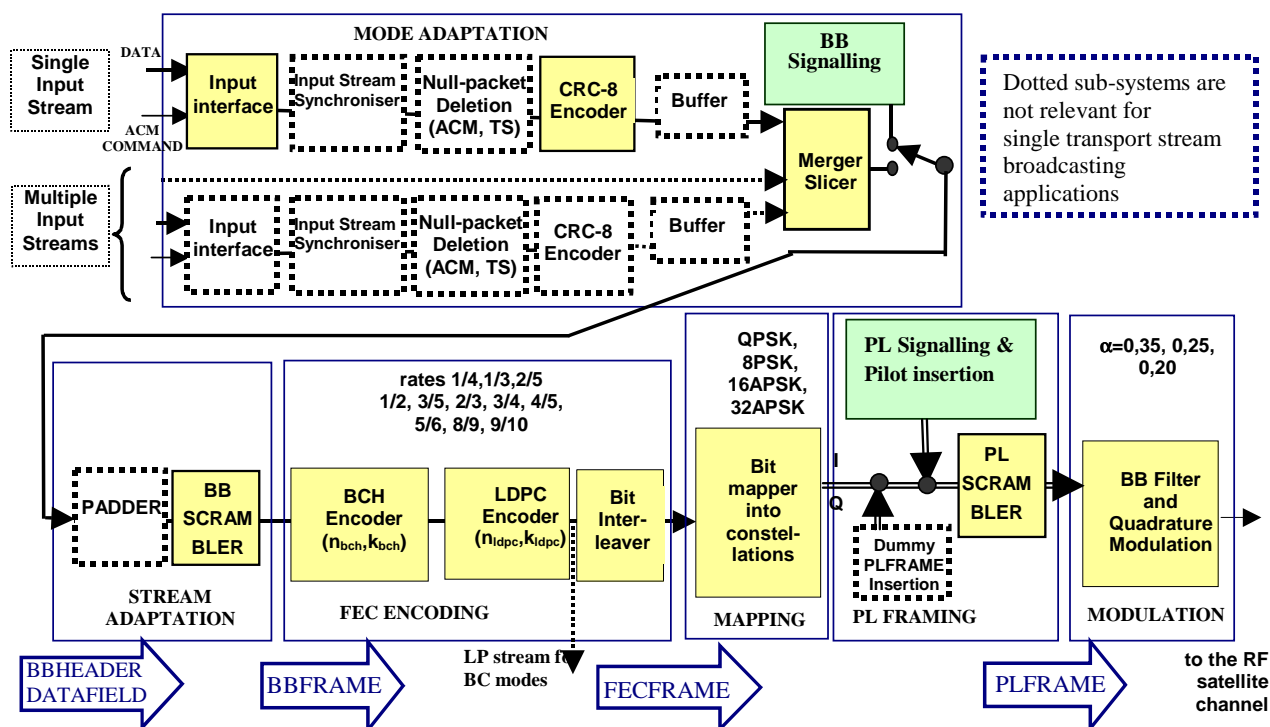 MODE ADAPTATION
BB
Signalling
Single
Input
Stream
DATA
ACM
COMMAND
Input
interface
Input Stream
Synchroniser
Null-packet
Deletion
(ACM, TS)
CRC-8
Encoder
Buffer
Merger
Slicer
Dotted sub-systems are
not relevant for
single transport stream
broadcasting
applications
Multiple
Input
Streams
Input
interface
Input Stream
Synchroniser
Null-packet
Deletion
(ACM, TS)
CRC-8
Encoder
Buffer
PADDER
BB
SCRAM
BLER
STREAM
ADAPTATION
rates 1/4,1/3,2/5
1/2, 3/5, 2/3, 3/4, 4/5,
5/6, 8/9, 9/10
BCH
Encoder
(nbch,kbch)
LDPC
Encoder
(nldpc,kldpc)
Bit
Inter-
leaver
FEC ENCODING
LP stream fo
BC modes
QPSK,
8PSK,
16APSK,
32APSK
Bit
mapper
into
constel-
lations
MAPPING
I
Q
PL Signalling &
Pilot insertion
PL
SCRAM
BLER
Dummy
PLFRAME
Insertion
PL FRAMING
α=0,35, 0,25,
0,20
BB Filter
and
Quadrature
Modulation
MODULATION
BBHEADER
DATAFIELD
BBFRAME
FECFRAME
PLFRAME
to the RF
satellite
channel